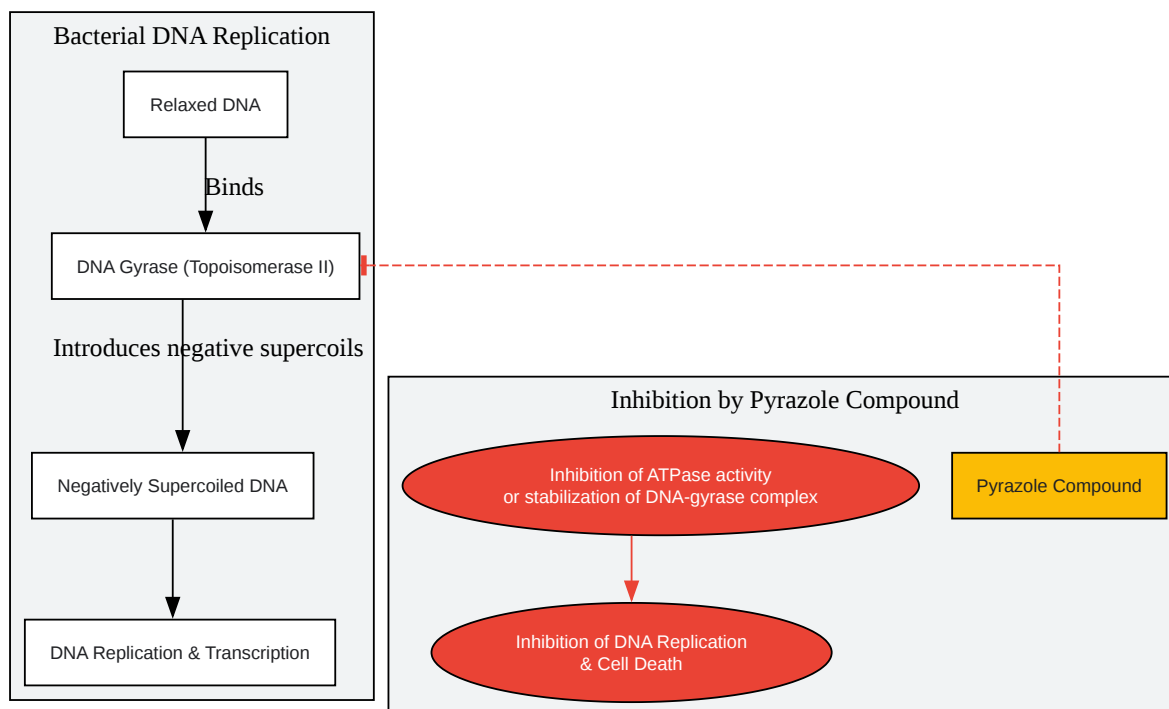 Bacterial DNA Replication
Relaxed DNA
Binds
DNA Gyrase (Topoisomerase II)
Introduces negative supercoils
Negatively Supercoiled DNA
DNA Replication & Transcription
Inhibition by Pyrazole Compound
Inhibition of ATPase activity
or stabilization of DNA-gyrase complex
Pyrazole Compound
Inhibition of DNA Replication
& Cell Death